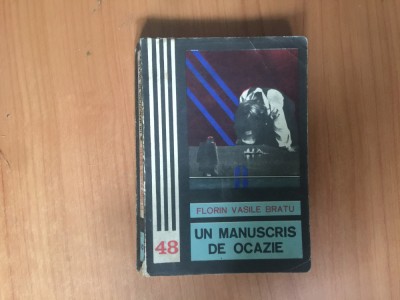 FLORIN VASILE BRATU
UN MANUSCRIS
DE OCAZIE
48